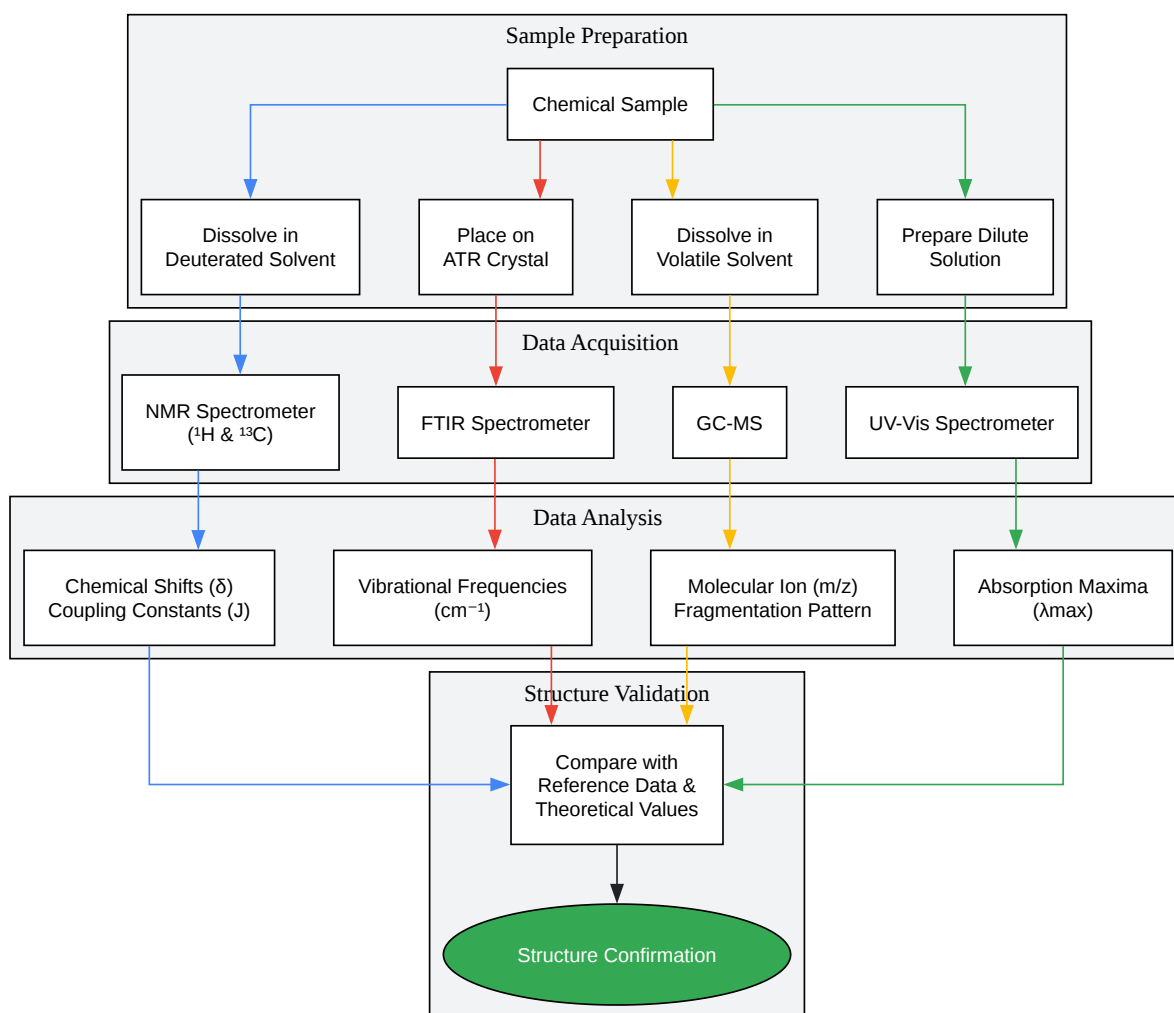 Sample Preparation
Chemical Sample
Dissolve in
Deuterated Solvent
Place on
ATR Crystal
Dissolve in
Volatile Solvent
Prepare Dilute
Solution
Data Acquisition
NMR Spectrometer
(¹H & ¹³C)
FTIR Spectrometer
GC-MS
UV-Vis Spectrometer
Data Analysis
Chemical Shifts (δ)
Coupling Constants (J)
Vibrational Frequencies
(cm⁻¹)
Molecular Ion (m/z)
Fragmentation Pattern
Absorption Maxima
(λmax)
Structure Validation
Compare with
Reference Data &
Theoretical Values
Structure Confirmation